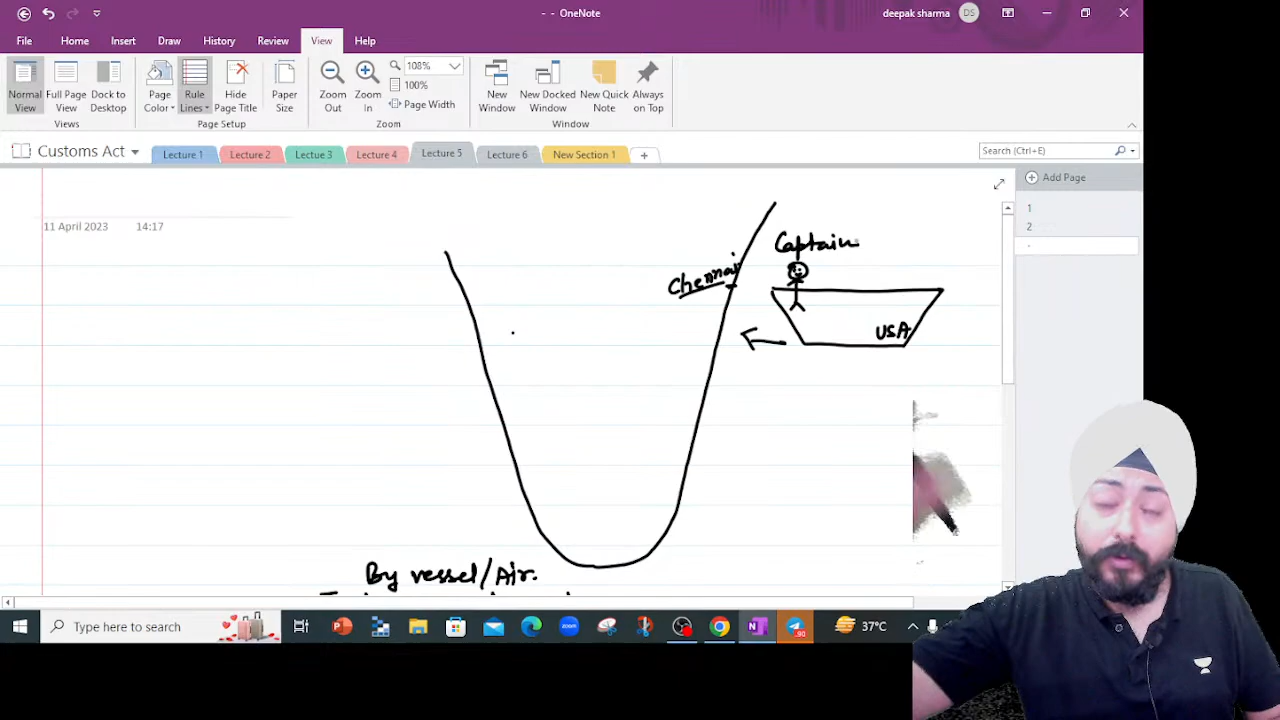 - - OneNote
deepak sharma DS
File Home Insert Draw History Review View Help
108%
100%
Page Width
Normal View
Full Page View
Dock to Desktop
Page Color
Rule Lines
Hide Page Title
Paper Size
Zoom Out
Zoom In
New Window
New Docked Window
New Quick Note
Always on Top
Views Page Setup Zoom Window
Customs Act Lecture 1 Lecture 2 Lectue 3 Lecture 4 Lecture 5 Lecture 6 New Section 1 + Search (Ctrl+E)
Add Page
1
2
11 April 2023 14:17
Captain
Chennai
USA
By vessel/Air.
Type here to search
90
37°C